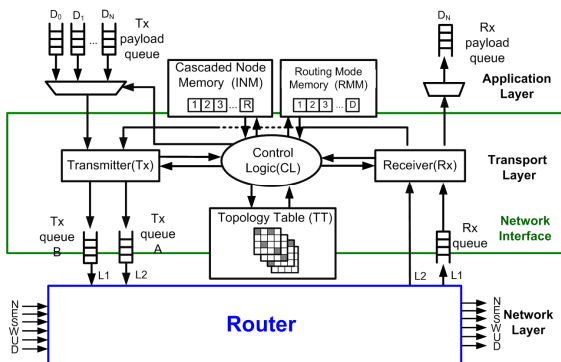 D0 D1 ... DN
Tx
payload
queue
DN
Rx
payload
queue
Application
Layer
Cascaded Node
Memory (INM)
1 2 3 ... R
Routing Mode
Memory (RMM)
1 2 3 ... D
Transmitter(Tx)
Control
Logic(CL)
Receiver(Rx)
Transport
Layer
Topology Table (TT)
Tx
queue
B
Tx
queue
A
Rx
queue
Network
Interface
L1
L2
L2
L1
N
E
S
W
U
D
Router
N
E
S
W
U
D
Network
Layer